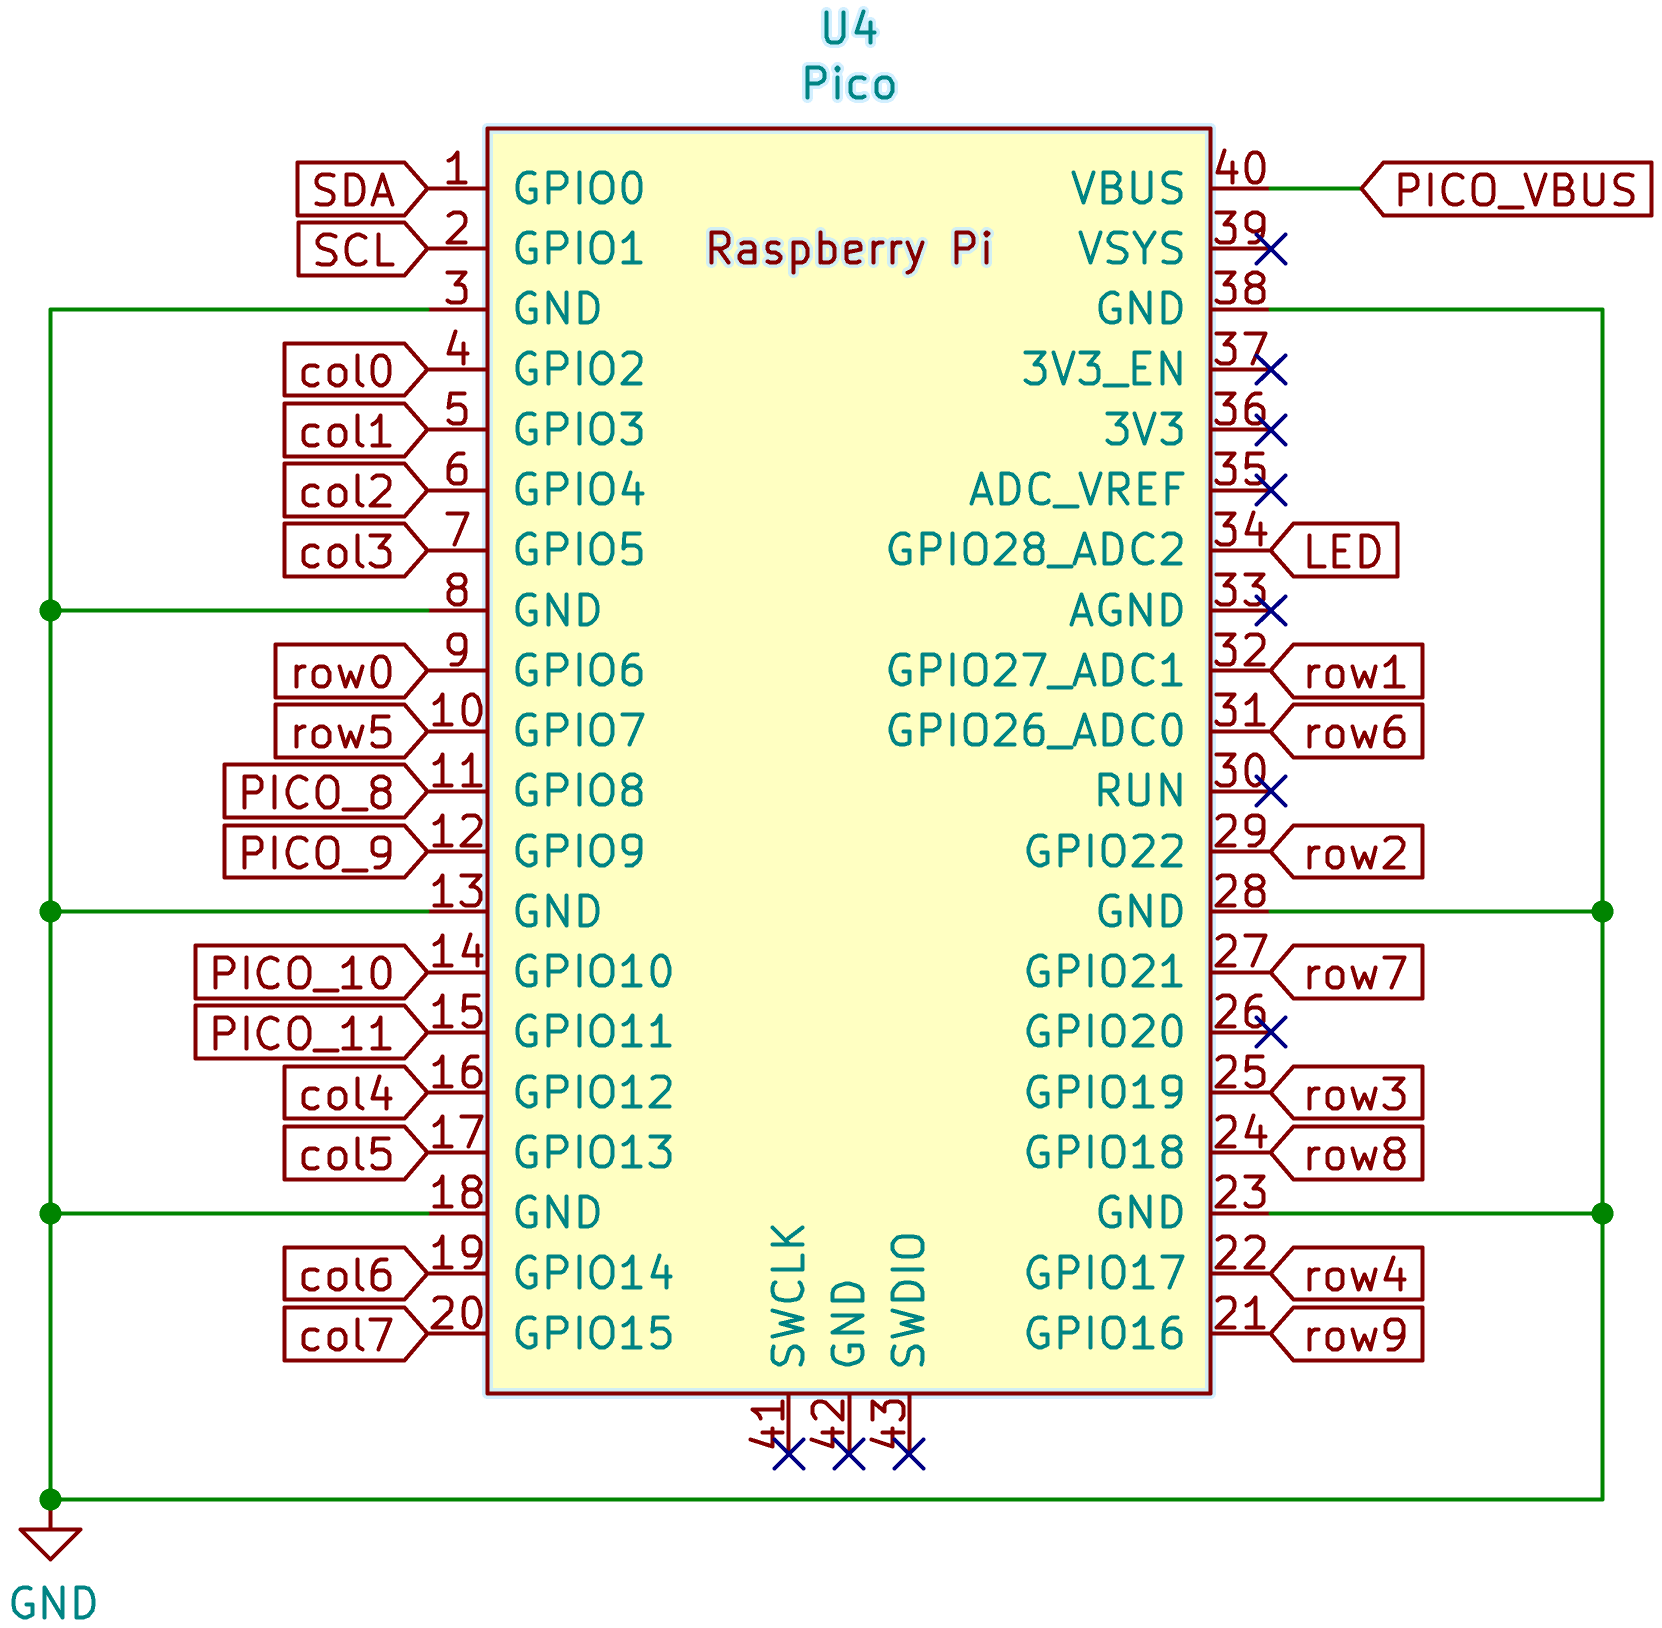 U4
Pico
Raspberry Pi
SDA 1 GPIO0
SCL 2 GPIO1
3 GND
col0 4 GPIO2
col1 5 GPIO3
col2 6 GPIO4
col3 7 GPIO5
8 GND
row0 9 GPIO6
row5 10 GPIO7
PICO_8 11 GPIO8
PICO_9 12 GPIO9
13 GND
PICO_10 14 GPIO10
PICO_11 15 GPIO11
col4 16 GPIO12
col5 17 GPIO13
18 GND
col6 19 GPIO14
col7 20 GPIO15
VBUS 40 PICO_VBUS
VSYS 39
GND 38
3V3_EN 37
3V3 36
ADC_VREF 35
GPIO28_ADC2 34 LED
AGND 33
GPIO27_ADC1 32 row1
GPIO26_ADC0 31 row6
RUN 30
GPIO22 29 row2
GND 28
GPIO21 27 row7
GPIO20 26
GPIO19 25 row3
GPIO18 24 row8
GND 23
GPIO17 22 row4
GPIO16 21 row9
SWCLK 41
GND 42
SWDIO 43
GND